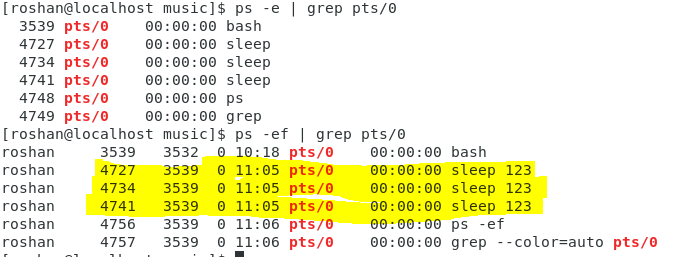 [roshan@localhost music]$ ps -e | grep pts/0
3539 pts/0 00:00:00 bash
4727 pts/0 00:00:00 sleep
4734 pts/0 00:00:00 sleep
4741 pts/0 00:00:00 sleep
4748 pts/0 00:00:00 ps
4749 pts/0 00:00:00 grep
[roshan@localhost music]$ ps -ef | grep pts/0
roshan 3539 3532 0 10:18 pts/0 00:00:00 bash
roshan 4727 3539 0 11:05 pts/0 00:00:00 sleep 123
roshan 4734 3539 0 11:05 pts/0 00:00:00 sleep 123
roshan 4741 3539 0 11:05 pts/0 00:00:00 sleep 123
roshan 4756 3539 0 11:06 pts/0 00:00:00 ps -ef
roshan 4757 3539 0 11:06 pts/0 00:00:00 grep --color=auto pts/0
[roshan@localhost music]$